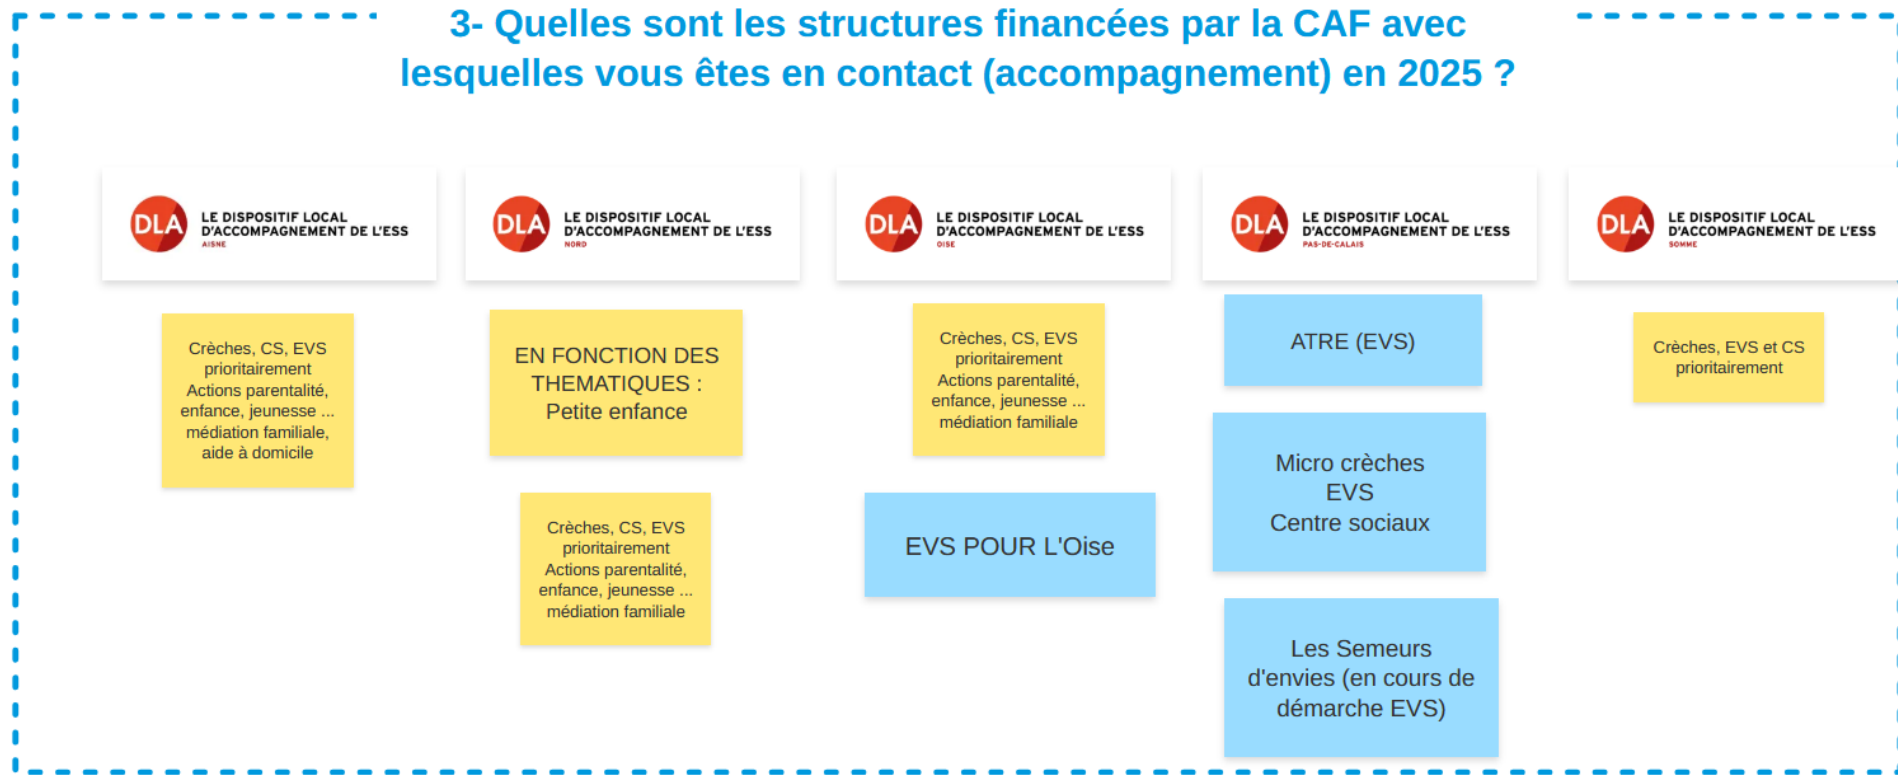 3- Quelles sont les structures financées par la CAF avec
lesquelles vous êtes en contact (accompagnement) en 2025 ?
DLA
LE DISPOSITIF LOCAL
D'ACCOMPAGNEMENT DE L'ESS
AISNE
Crèches, CS, EVS
prioritairement
Actions parentalité,
enfance, jeunesse ...
médiation familiale,
aide à domicile
DLA
LE DISPOSITIF LOCAL
D'ACCOMPAGNEMENT DE L'ESS
NORD
EN FONCTION DES
THEMATIQUES :
Petite enfance
Crèches, CS, EVS
prioritairement
Actions parentalité,
enfance, jeunesse ...
médiation familiale
DLA
LE DISPOSITIF LOCAL
D'ACCOMPAGNEMENT DE L'ESS
OISE
Crèches, CS, EVS
prioritairement
Actions parentalité,
enfance, jeunesse ...
médiation familiale
EVS POUR L'Oise
DLA
LE DISPOSITIF LOCAL
D'ACCOMPAGNEMENT DE L'ESS
PAS-DE-CALAIS
ATRE (EVS)
Micro crèches
EVS
Centre sociaux
Les Semeurs
d'envies (en cours de
démarche EVS)
DLA
LE DISPOSITIF LOCAL
D'ACCOMPAGNEMENT DE L'ESS
SOMME
Crèches, EVS et CS
prioritairement